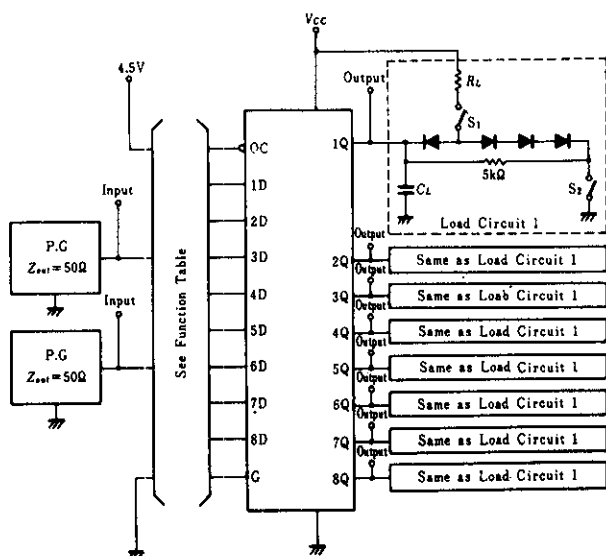 Vcc
4.5V
Output
RL
S1
OC
1Q
1D
5kΩ
S2
Input
CL
2D
Load Circuit 1
P.G
Zout = 50Ω
3D
Output
2Q
Same as Load Circuit 1
Output
Input
See Function Table
3Q
Same as Loab Circuit 1
4D
Output
4Q
Same as Load Circuit 1
P.G
Zout = 50Ω
5D
Output
5Q
Same as Load Circuit 1
6D
Output
6Q
Same as Load Circuit 1
7D
Output
7Q
Same as Load Circuit 1
8D
Output
G
8Q
Same as Load Circuit 1